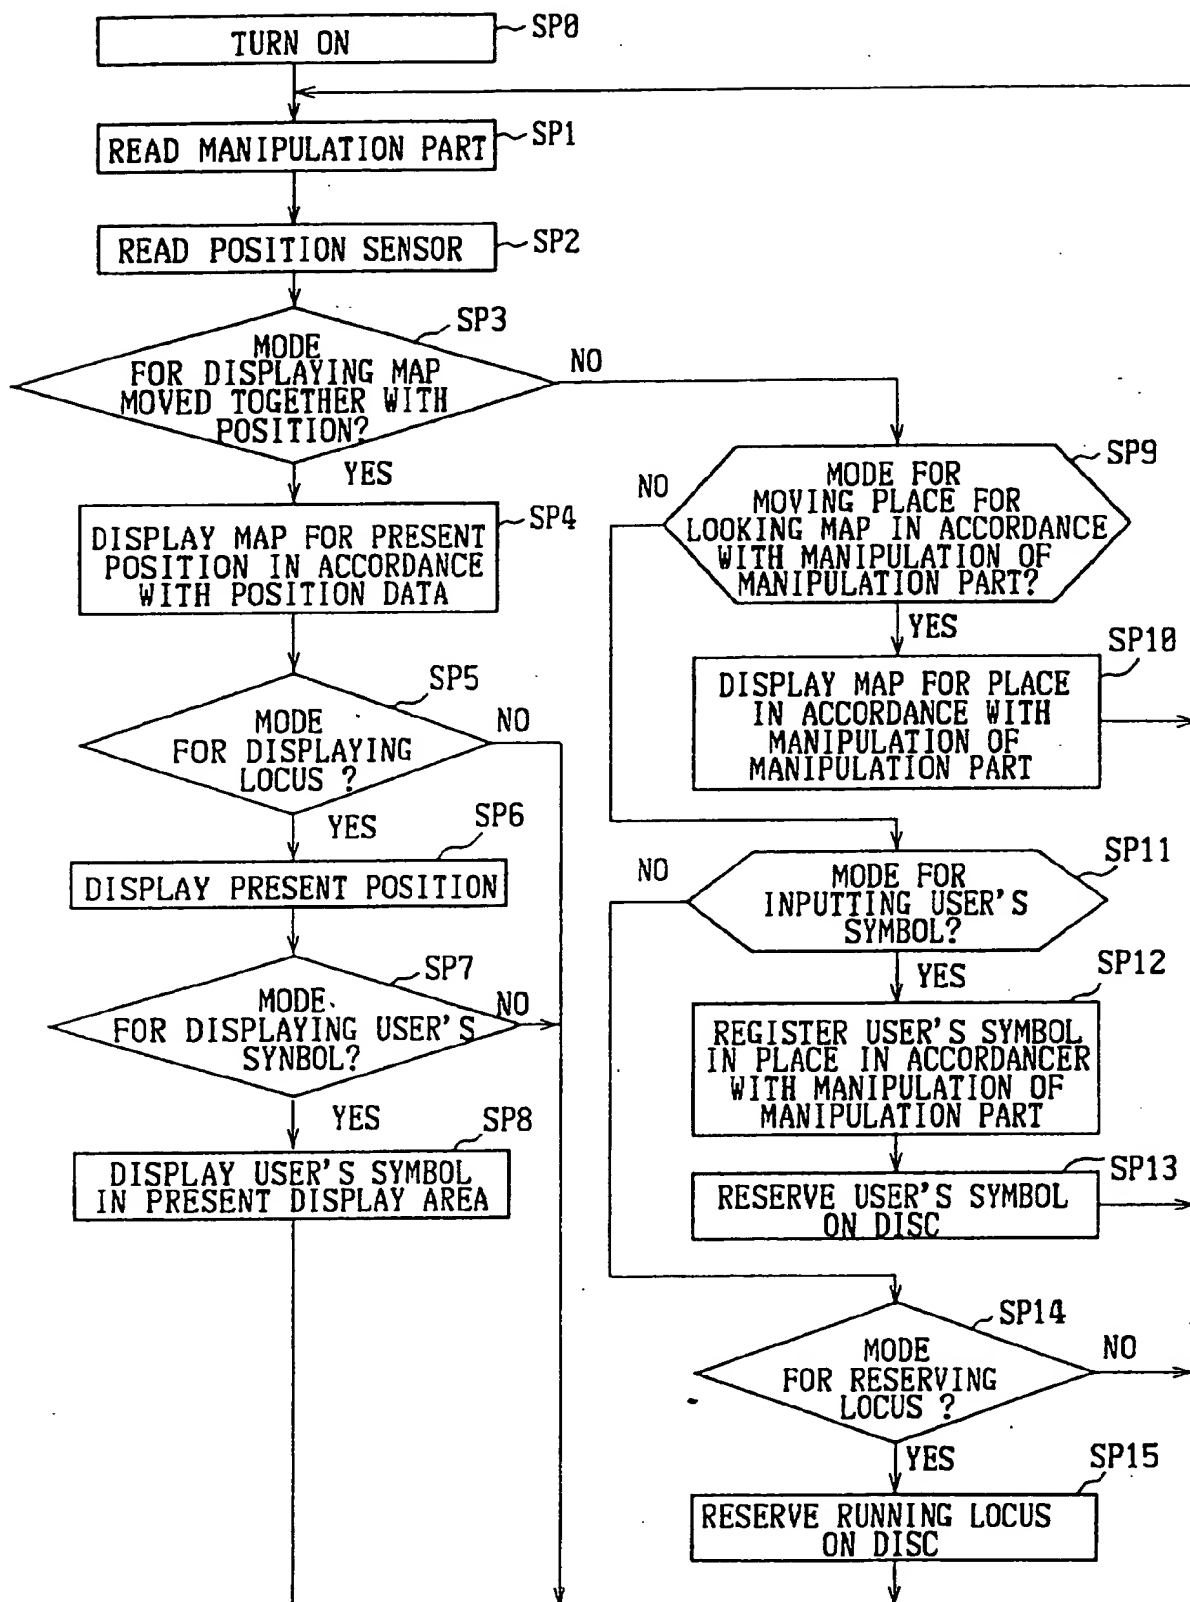 TURN ON
SP0
READ MANIPULATION PART
SP1
READ POSITION SENSOR
SP2
SP3
MODE
FOR DISPLAYING MAP
MOVED TOGETHER WITH
POSITION?
NO
YES
SP4
DISPLAY MAP FOR PRESENT
POSITION IN ACCORDANCE
WITH POSITION DATA
SP5
MODE
FOR DISPLAYING
LOCUS ?
NO
YES
SP6
DISPLAY PRESENT POSITION
SP7
MODE
FOR DISPLAYING USER'S
SYNBOL?
NO
YES
SP8
DISPLAY USER'S SYMBOL
IN PRESENT DISPLAY AREA
SP9
NO
MODE FOR
MOVING PLACE FOR
LOOKING MAP IN ACCORDANCE
WITH MANIPULATION OF
MANIPULATION PART?
YES
SP10
DISPLAY MAP FOR PLACE
IN ACCORDANCE WITH
MANIPULATION OF
MANIPULATION PART
SP11
NO
MODE FOR
INPUTTING USER'S
SYMBOL?
YES
SP12
REGISTER USER'S SYMBOL
IN PLACE IN ACCORDANCER
WITH MANIPULATION OF
MANIPULATION PART
SP13
RESERVE USER'S SYMBOL
ON DISC
SP14
MODE
FOR RESERVING
LOCUS ?
NO
YES
SP15
RESERVE RUNNING LOCUS
ON DISC